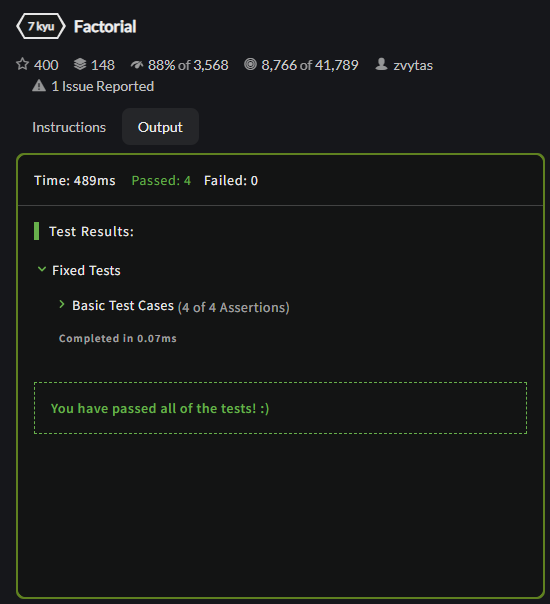 7 kyu Factorial
400 148 88% of 3,568 8,766 of 41,789 zvytas
1 Issue Reported
Instructions Output
Time: 489ms Passed: 4 Failed: 0
Test Results:
Fixed Tests
Basic Test Cases (4 of 4 Assertions)
Completed in 0.07ms
You have passed all of the tests! :)